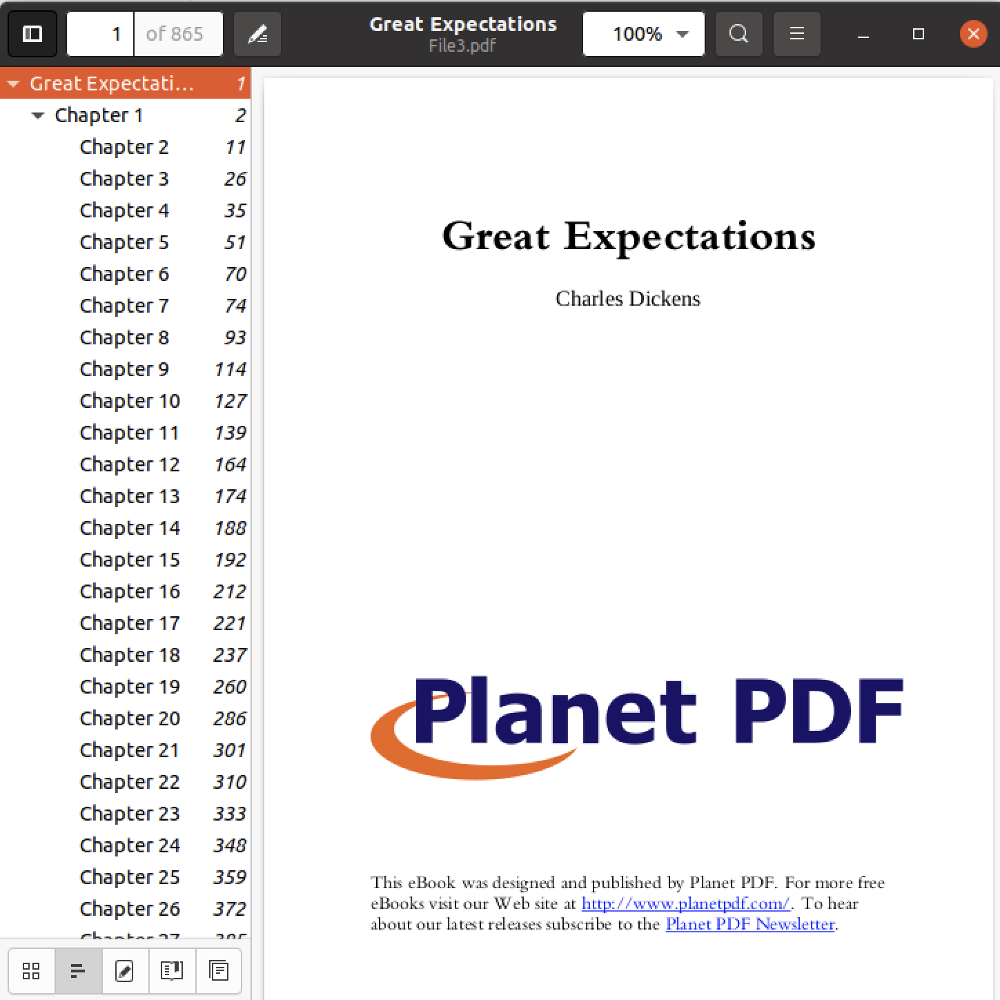 1 of 865
Great Expectations
File3.pdf
100%
Great Expectati... 1
Chapter 1 2
Chapter 2 11
Chapter 3 26
Chapter 4 35
Chapter 5 51
Chapter 6 70
Chapter 7 74
Chapter 8 93
Chapter 9 114
Chapter 10 127
Chapter 11 139
Chapter 12 164
Chapter 13 174
Chapter 14 188
Chapter 15 192
Chapter 16 212
Chapter 17 221
Chapter 18 237
Chapter 19 260
Chapter 20 286
Chapter 21 301
Chapter 22 310
Chapter 23 333
Chapter 24 348
Chapter 25 359
Chapter 26 372
Chapter 27 385
Great Expectations
Charles Dickens
Planet PDF
This eBook was designed and published by Planet PDF. For more free
eBooks visit our Web site at http://www.planetpdf.com/. To hear
about our latest releases subscribe to the Planet PDF Newsletter.